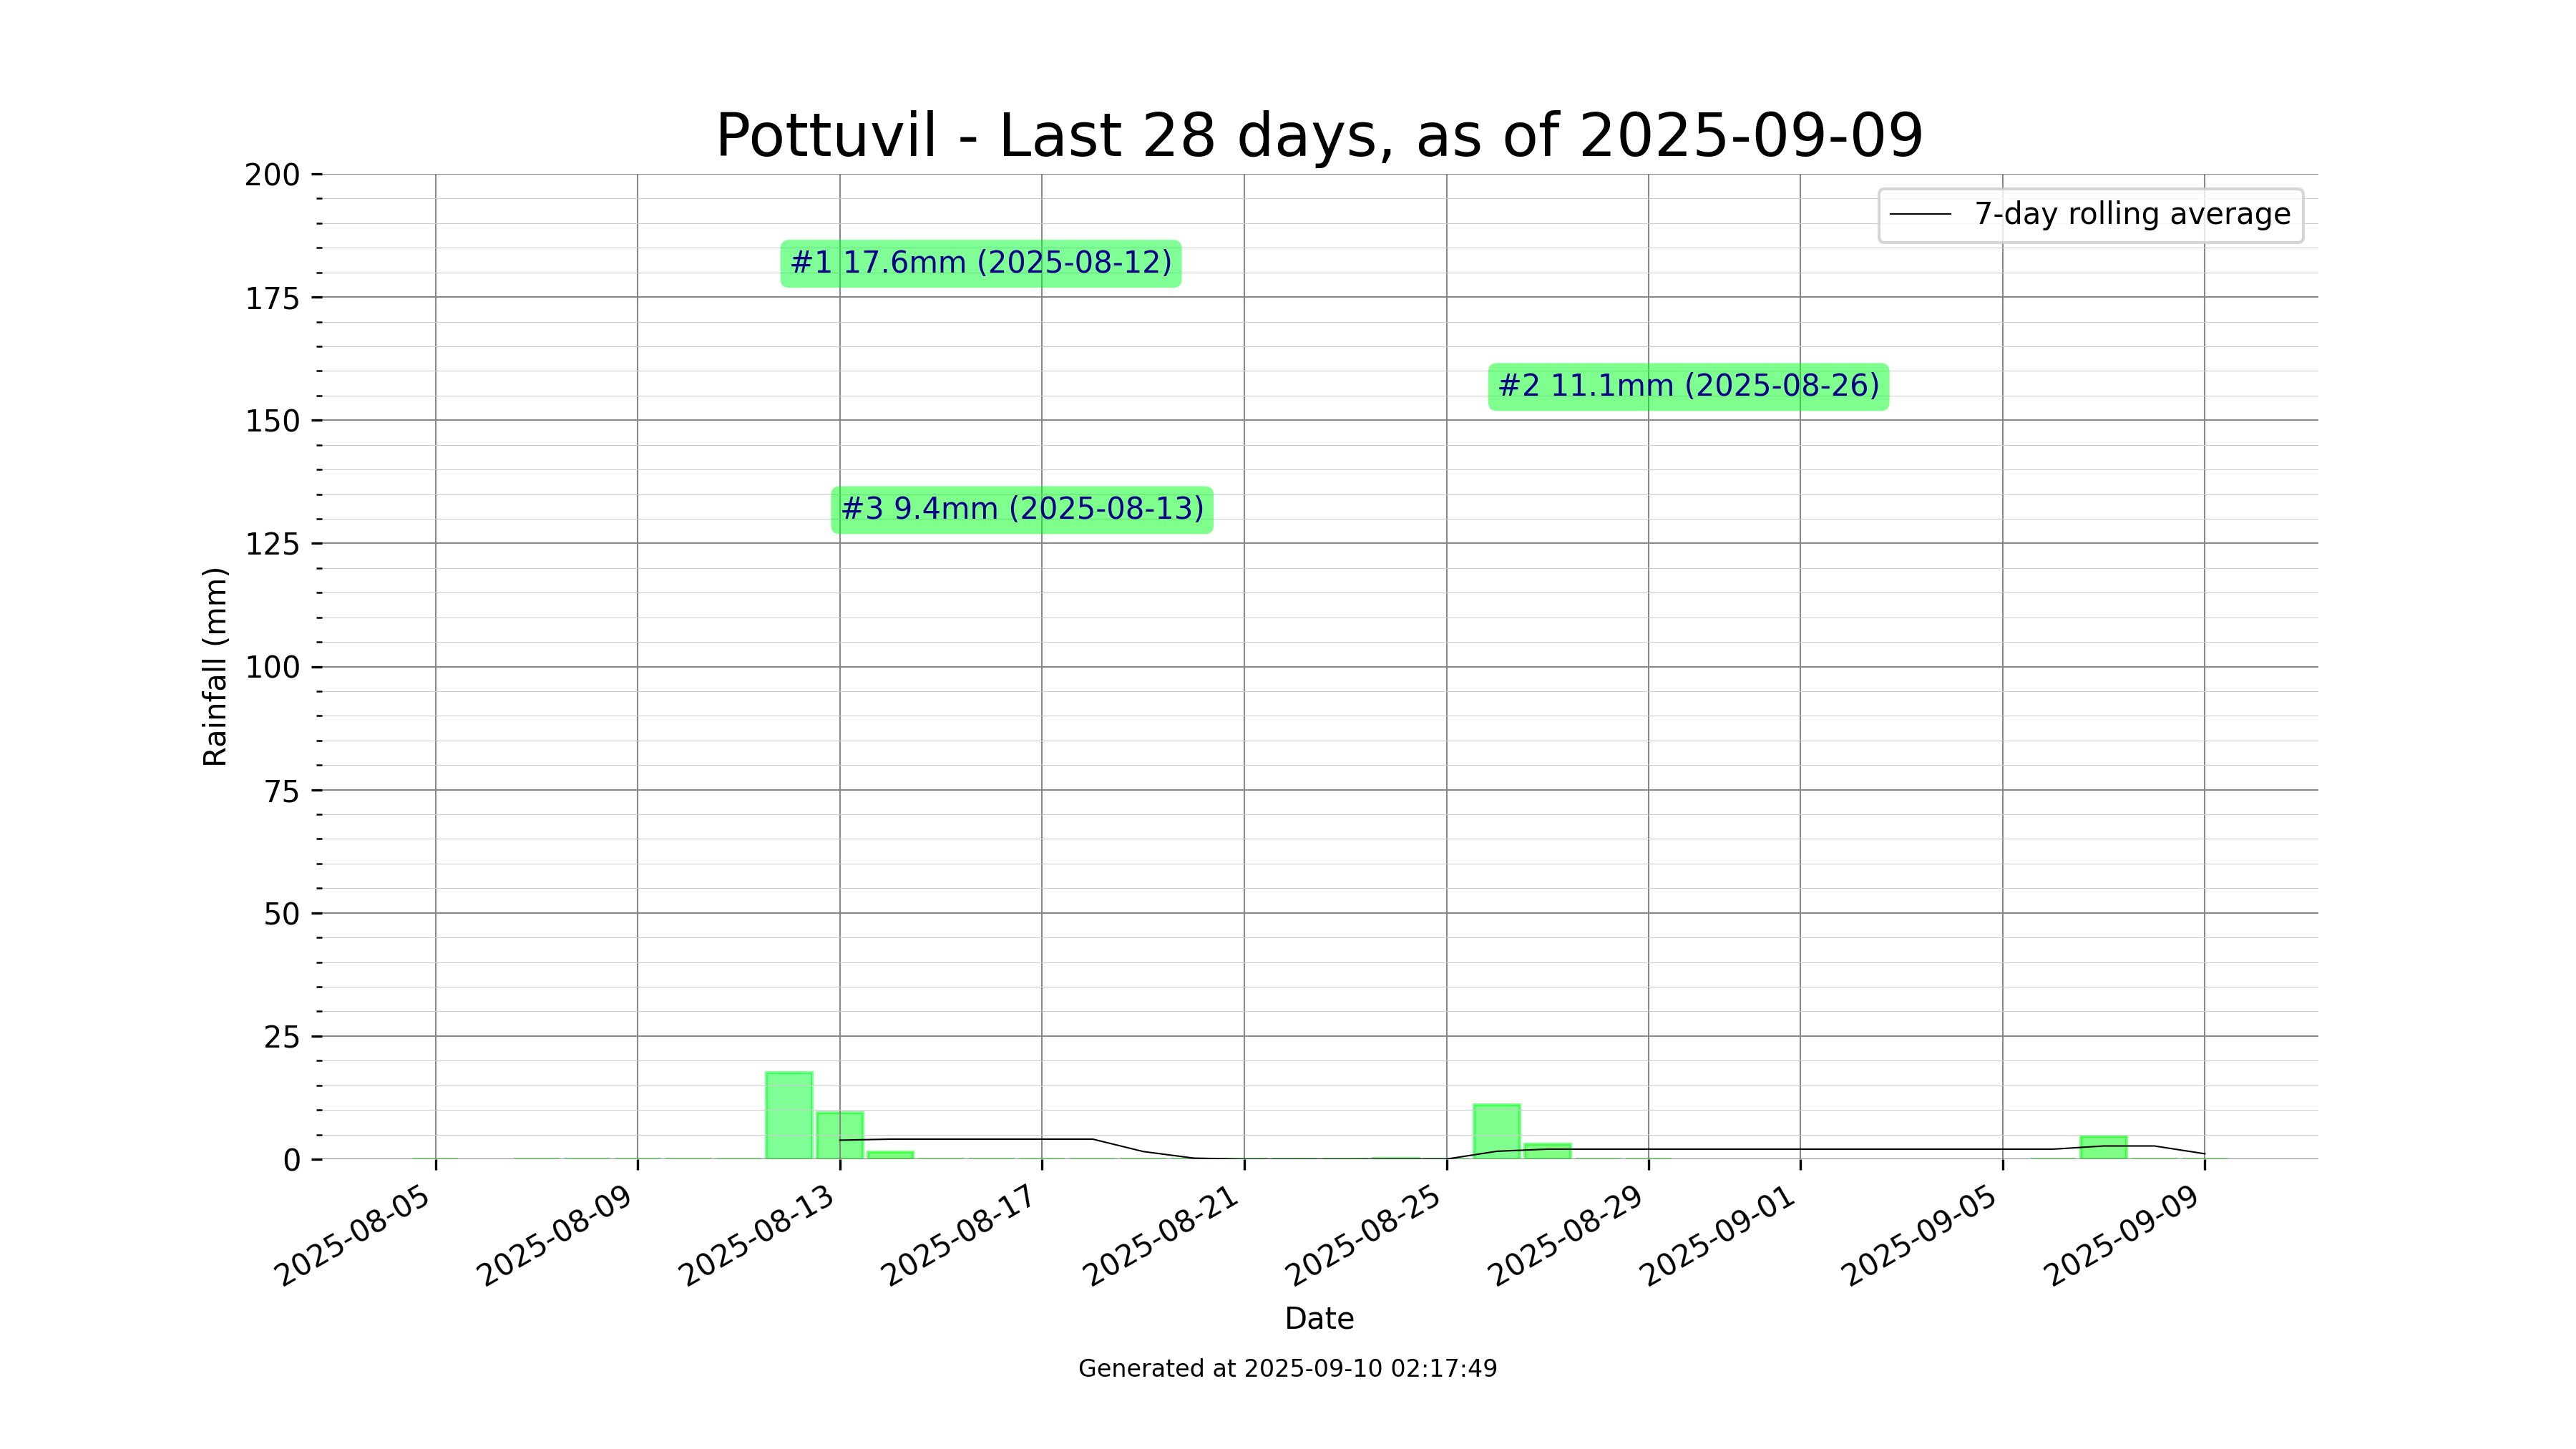 Pottuvil - Last 28 days, as of 2025-09-09
7-day rolling average
#1 17.6mm (2025-08-12)
#2 11.1mm (2025-08-26)
#3 9.4mm (2025-08-13)
Rainfall (mm)
200
175
150
125
100
75
50
25
0
2025-08-05
2025-08-09
2025-08-13
2025-08-17
2025-08-21
2025-08-25
2025-08-29
2025-09-01
2025-09-05
2025-09-09
Date
Generated at 2025-09-10 02:17:49